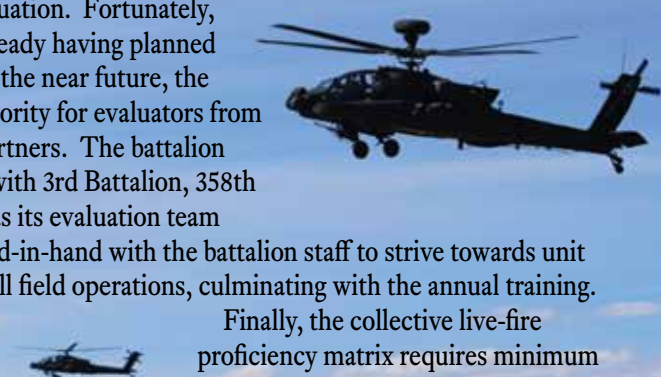 uation.  Fortunately,
eady having planned
the near future, the
ority for evaluators from
rtners.  The battalion
with 3rd Battalion, 358th
as its evaluation team
d-in-hand with the battalion staff to strive towards unit
ll field operations, culminating with the annual training.
Finally, the collective live-fire
proficiency matrix requires minimum